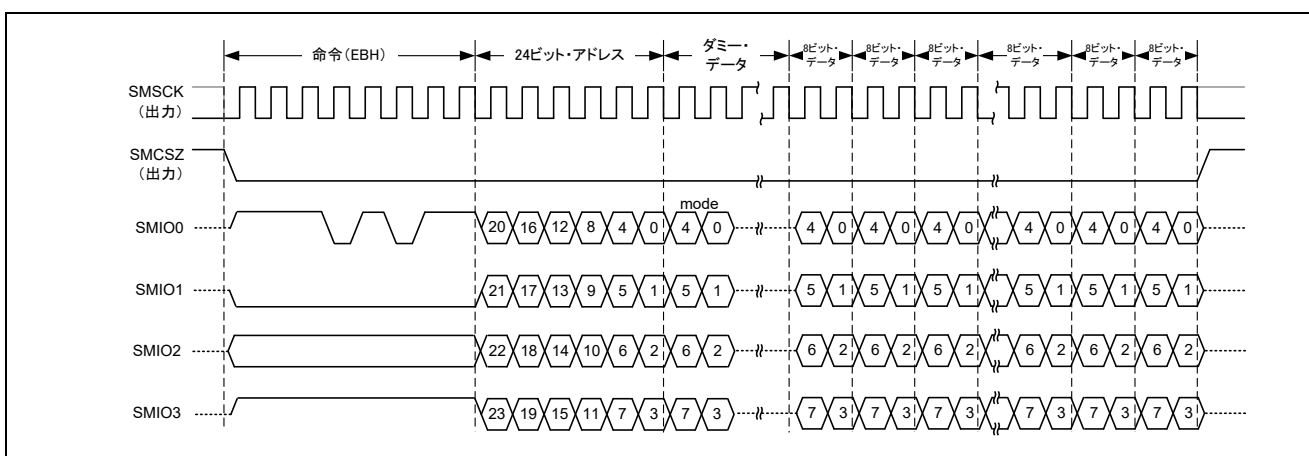 命令(EBH) 24ビット・アドレス ダミー・データ 8ビット・データ 8ビット・データ 8ビット・データ 8ビット・データ 8ビット・データ 8ビット・データ
SMSCK
(出力)
SMCSZ
(出力)
mode
SMIO0 20 16 12 8 4 0 4 0 4 0 4 0 4 0 4 0 4 0 4 0
SMIO1 21 17 13 9 5 1 5 1 5 1 5 1 5 1 5 1 5 1 5 1
SMIO2 22 18 14 10 6 2 6 2 6 2 6 2 6 2 6 2 6 2 6 2
SMIO3 23 19 15 11 7 3 7 3 7 3 7 3 7 3 7 3 7 3 7 3